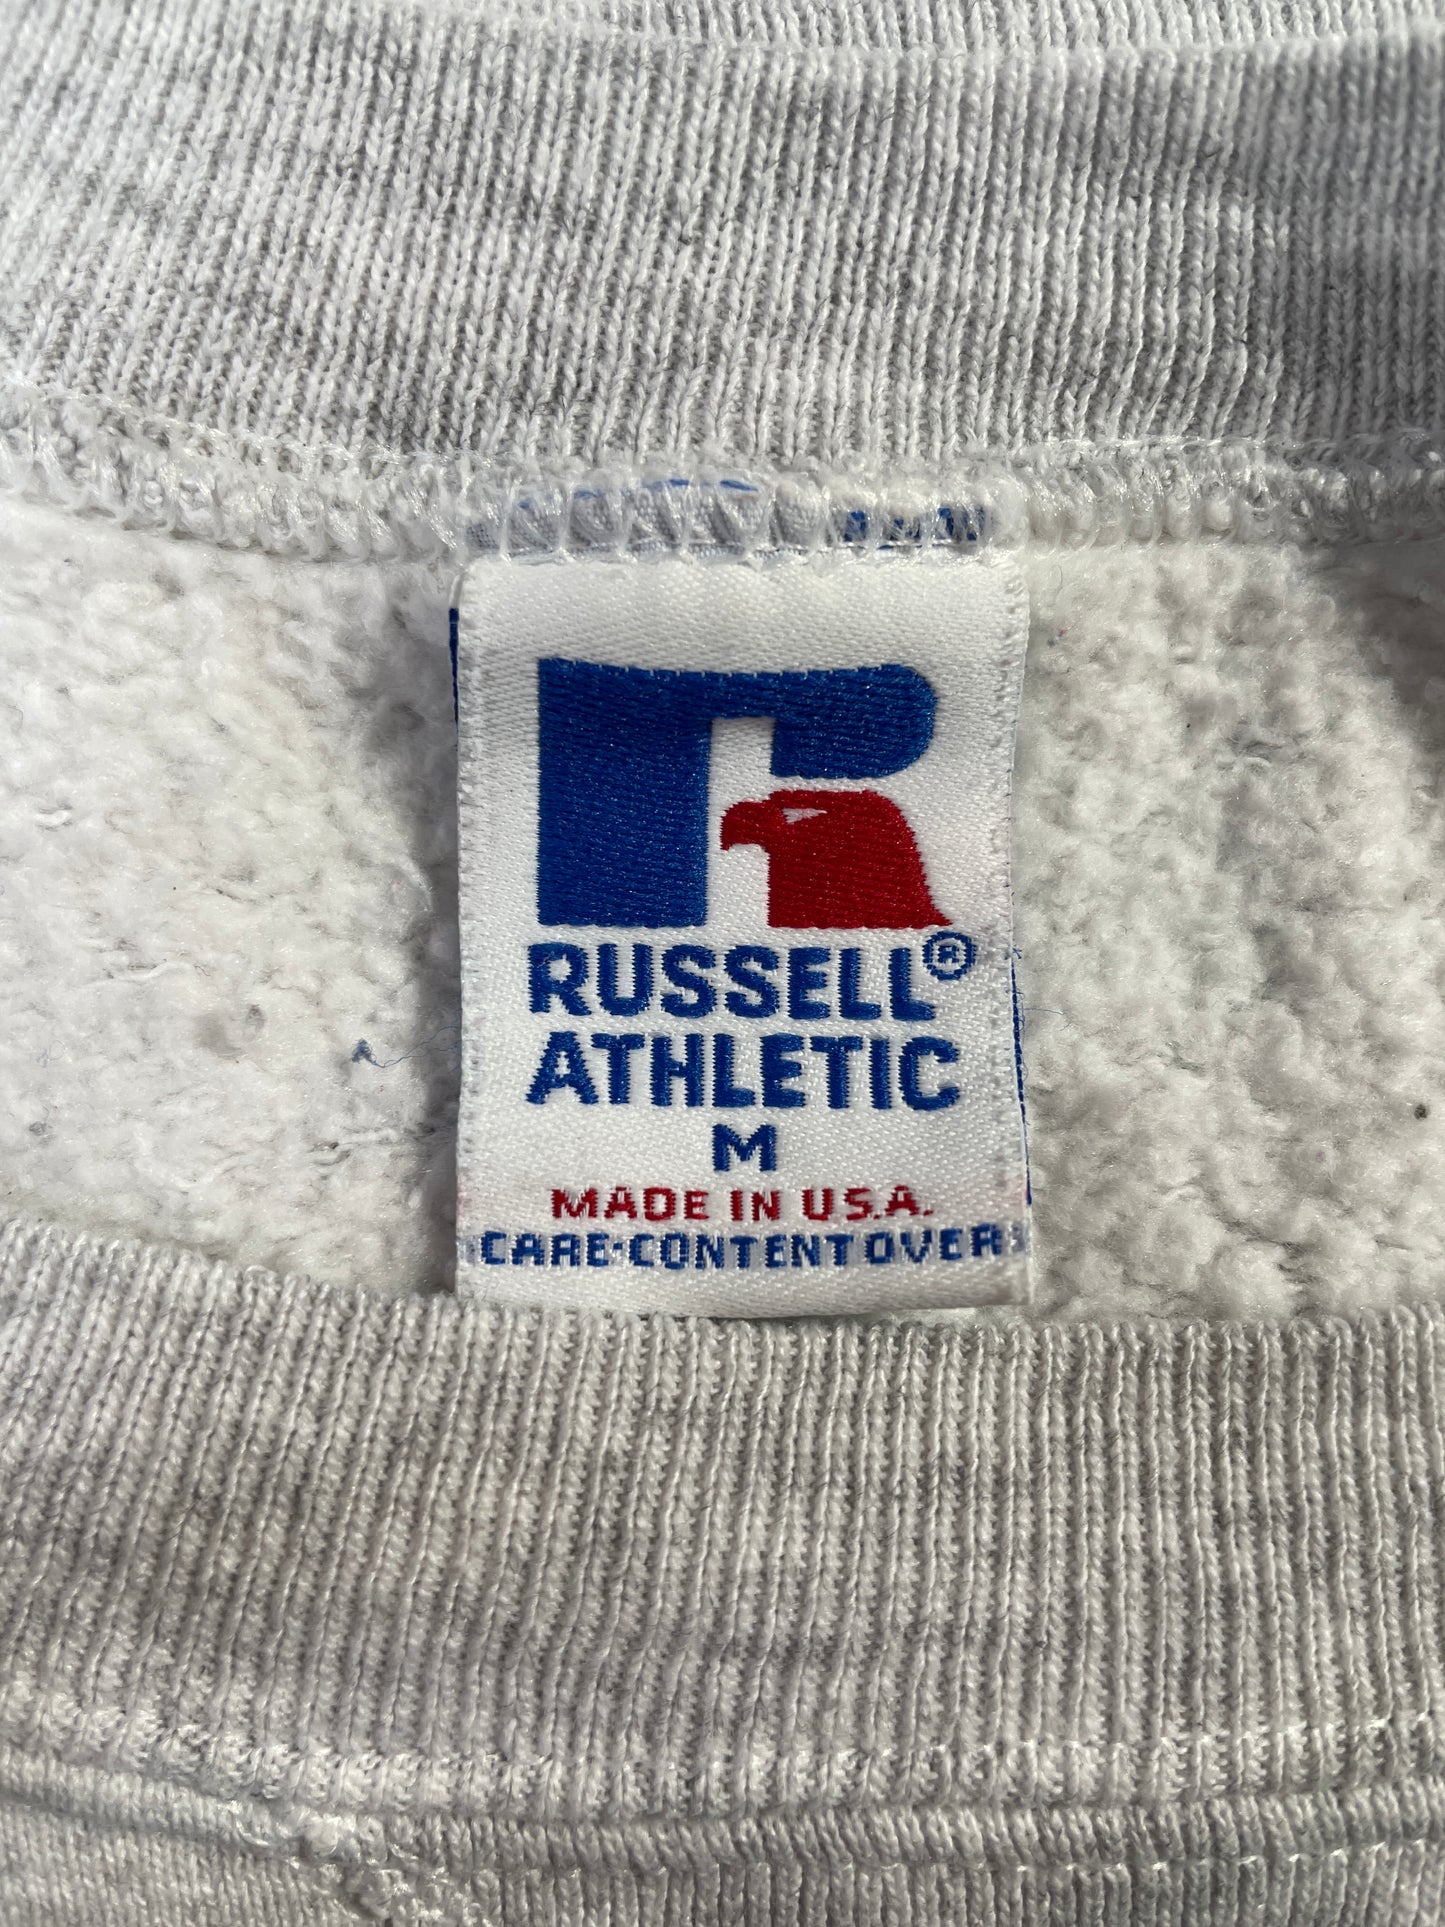 R
RUSSELL®
ATHLETIC
M
MADE IN U.S.A.
CARE·CONTENT OVER